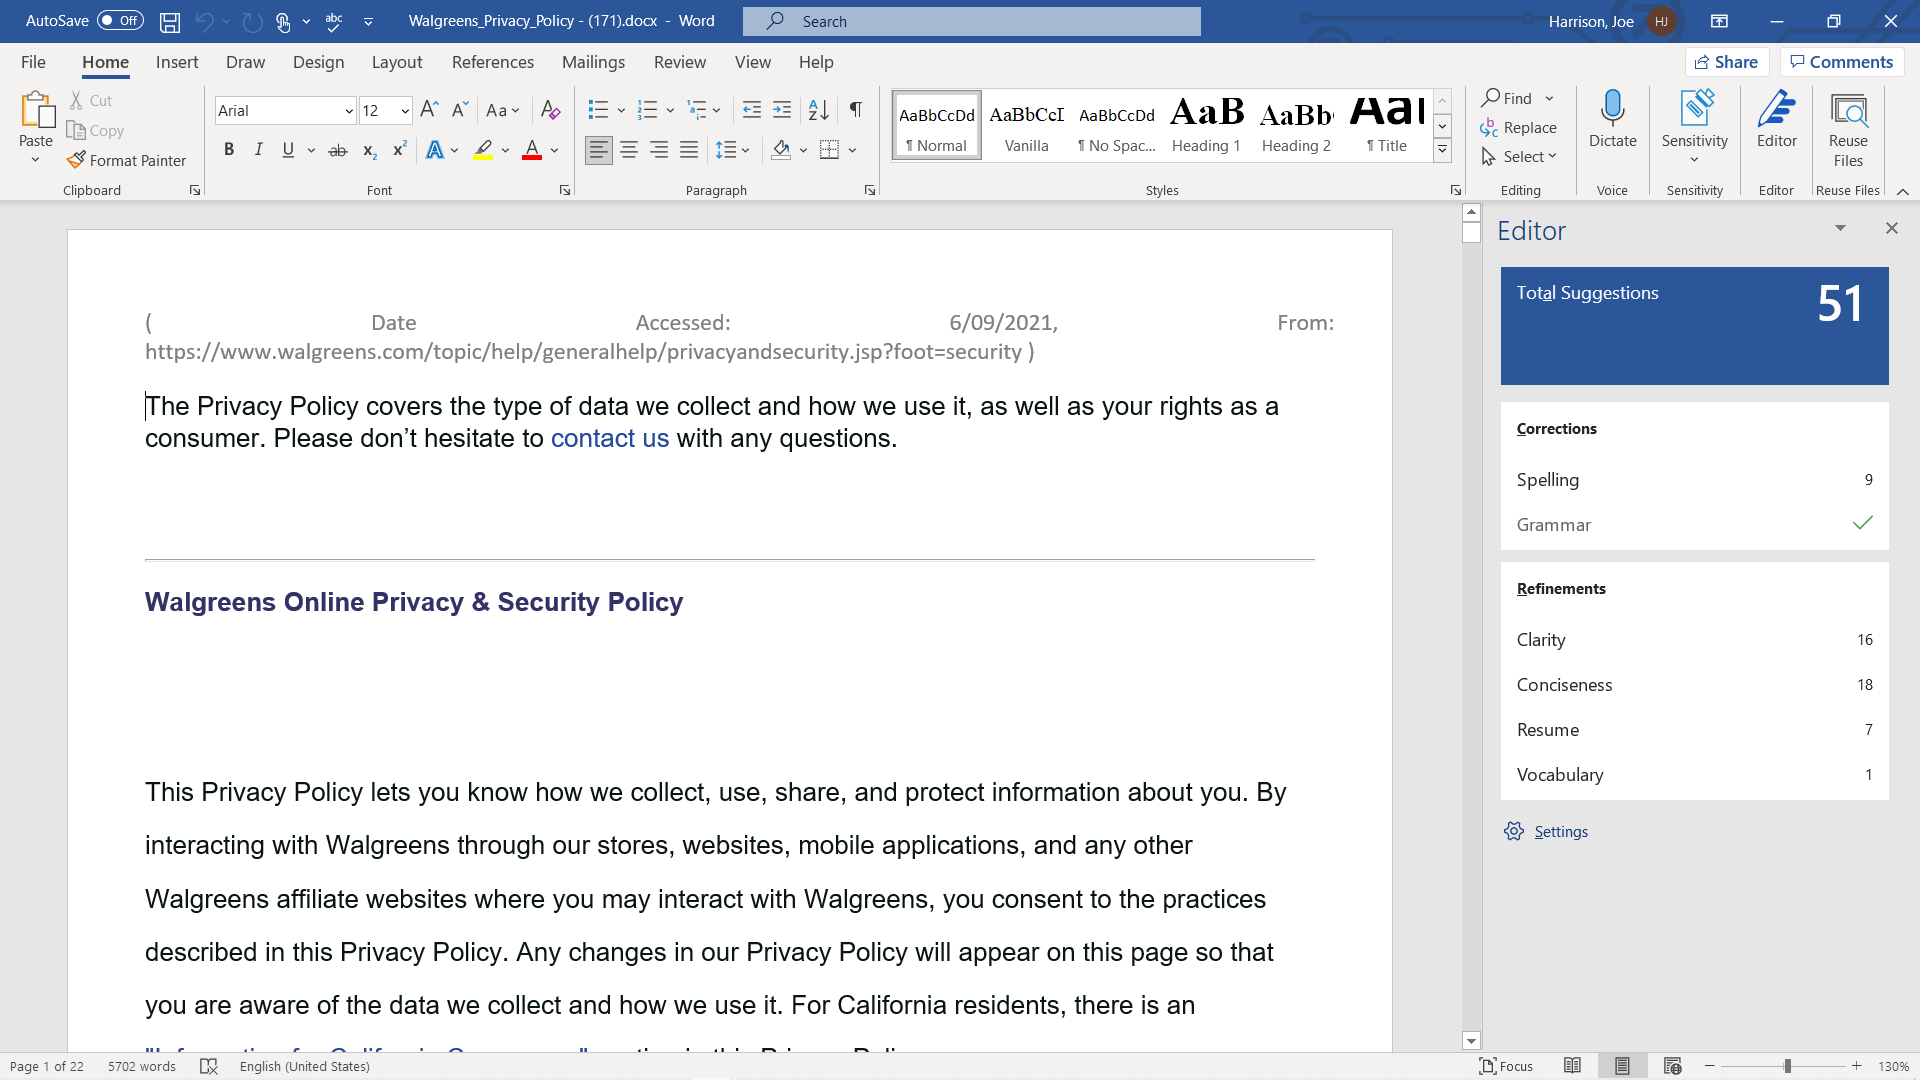 AutoSave Off Walgreens_Privacy_Policy - (171).docx - Word Search Harrison, Joe HJ
File Home Insert Draw Design Layout References Mailings Review View Help Share Comments
Paste
Cut
Copy
Format Painter
Clipboard
Arial 12
Font
Paragraph
AaBbCcDd AaBbCcI AaBbCcDd AaB AaBb
¶ Normal Vanilla ¶ No Spac... Heading 1 Heading 2 ¶ Title
Styles
Find
Replace
Select
Editing
Dictate
Voice
Sensitivity
Sensitivity
Editor
Editor
Reuse
Files
Reuse Files
( Date Accessed: 6/09/2021, From:
https://www.walgreens.com/topic/help/generalhelp/privacyandsecurity.jsp?foot=security )
The Privacy Policy covers the type of data we collect and how we use it, as well as your rights as a
consumer. Please don’t hesitate to contact us with any questions.
Walgreens Online Privacy & Security Policy
This Privacy Policy lets you know how we collect, use, share, and protect information about you. By
interacting with Walgreens through our stores, websites, mobile applications, and any other
Walgreens affiliate websites where you may interact with Walgreens, you consent to the practices
described in this Privacy Policy. Any changes in our Privacy Policy will appear on this page so that
you are aware of the data we collect and how we use it. For California residents, there is an
Editor
Total Suggestions 51
Corrections
Spelling 9
Grammar
Refinements
Clarity 16
Conciseness 18
Resume 7
Vocabulary 1
Settings
Page 1 of 22 5702 words English (United States) Focus 130%